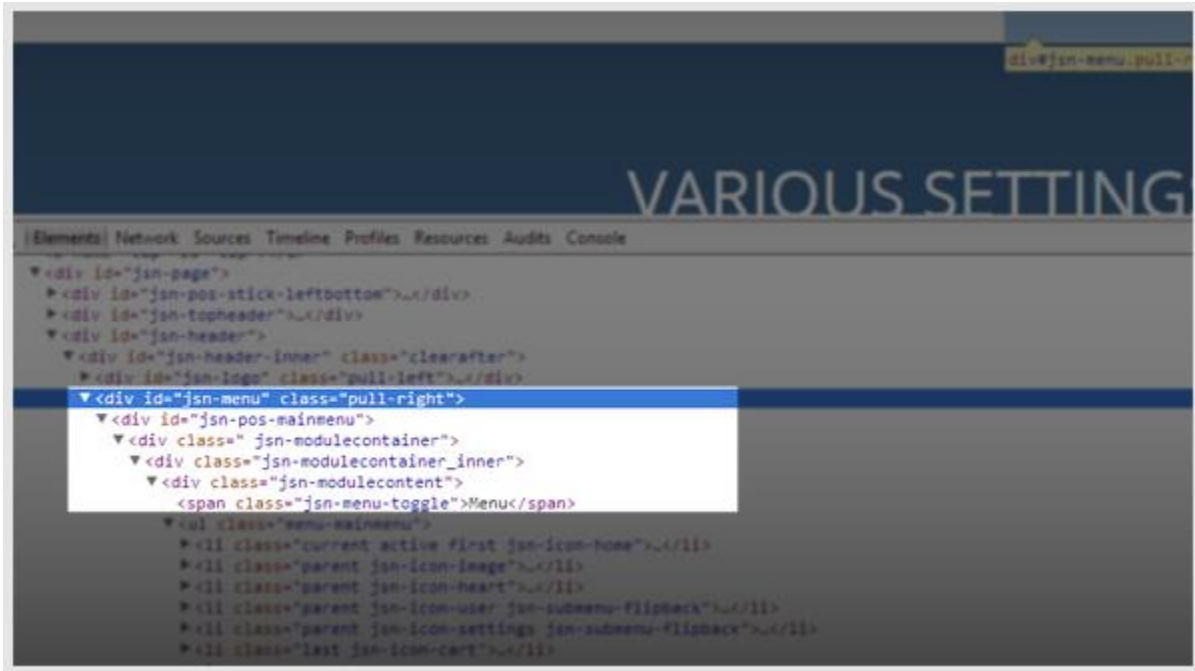 div#jsn-menu.pull-r
VARIOUS SETTING
Elements Network Sources Timeline Profiles Resources Audits Console
▼<div id="jsn-page">
▶<div id="jsn-pos-stick-leftbottom">…</div>
▶<div id="jsn-topheader">…</div>
▼<div id="jsn-header">
▼<div id="jsn-header-inner" class="clearafter">
▶<div id="jsn-logo" class="pull-left">…</div>
▼<div id="jsn-menu" class="pull-right">
▼<div id="jsn-pos-mainmenu">
▼<div class=" jsn-modulecontainer">
▼<div class="jsn-modulecontainer_inner">
▼<div class="jsn-modulecontent">
<span class="jsn-menu-toggle">Menu</span>
▼<ul class="menu-mainmenu">
▶<li class="current active first jsn-icon-home">…</li>
▶<li class="parent jsn-icon-image">…</li>
▶<li class="parent jsn-icon-heart">…</li>
▶<li class="parent jsn-icon-user jsn-submenu-flipback">…</li>
▶<li class="parent jsn-icon-settings jsn-submenu-flipback">…</li>
▶<li class="last jsn-icon-cart">…</li>